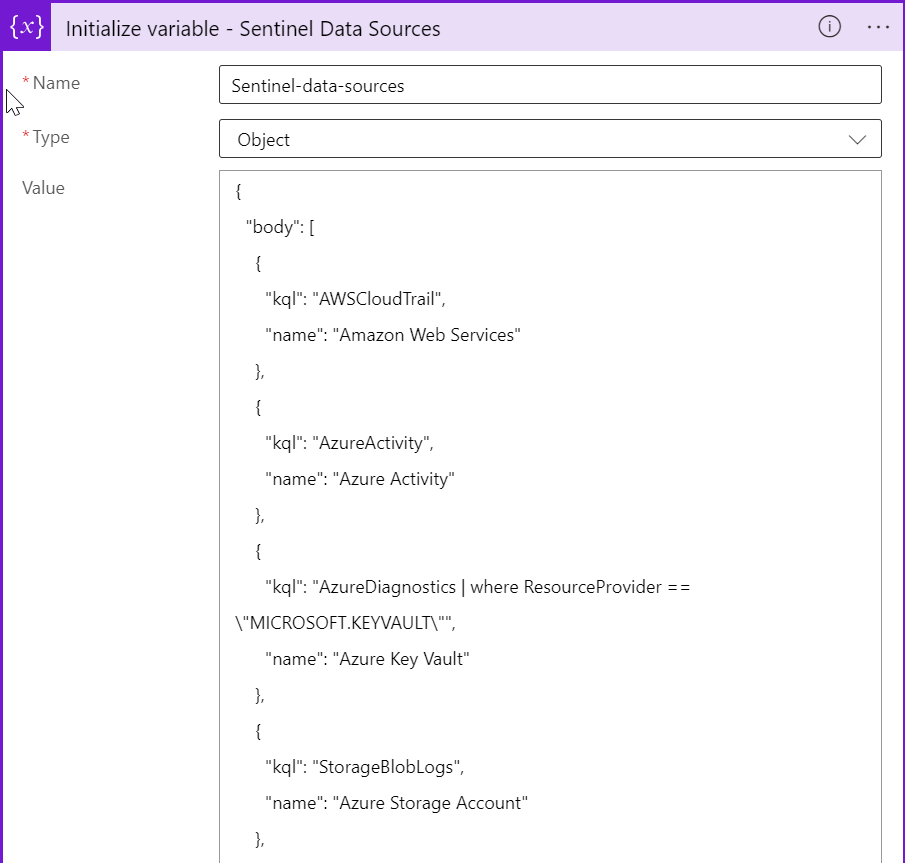 {x} Initialize variable - Sentinel Data Sources
* Name Sentinel-data-sources
* Type Object
Value {
"body": [
{
"kql": "AWSCloudTrail",
"name": "Amazon Web Services"
},
{
"kql": "AzureActivity",
"name": "Azure Activity"
},
{
"kql": "AzureDiagnostics | where ResourceProvider ==
\"MICROSOFT.KEYVAULT\"",
"name": "Azure Key Vault"
},
{
"kql": "StorageBlobLogs",
"name": "Azure Storage Account"
},